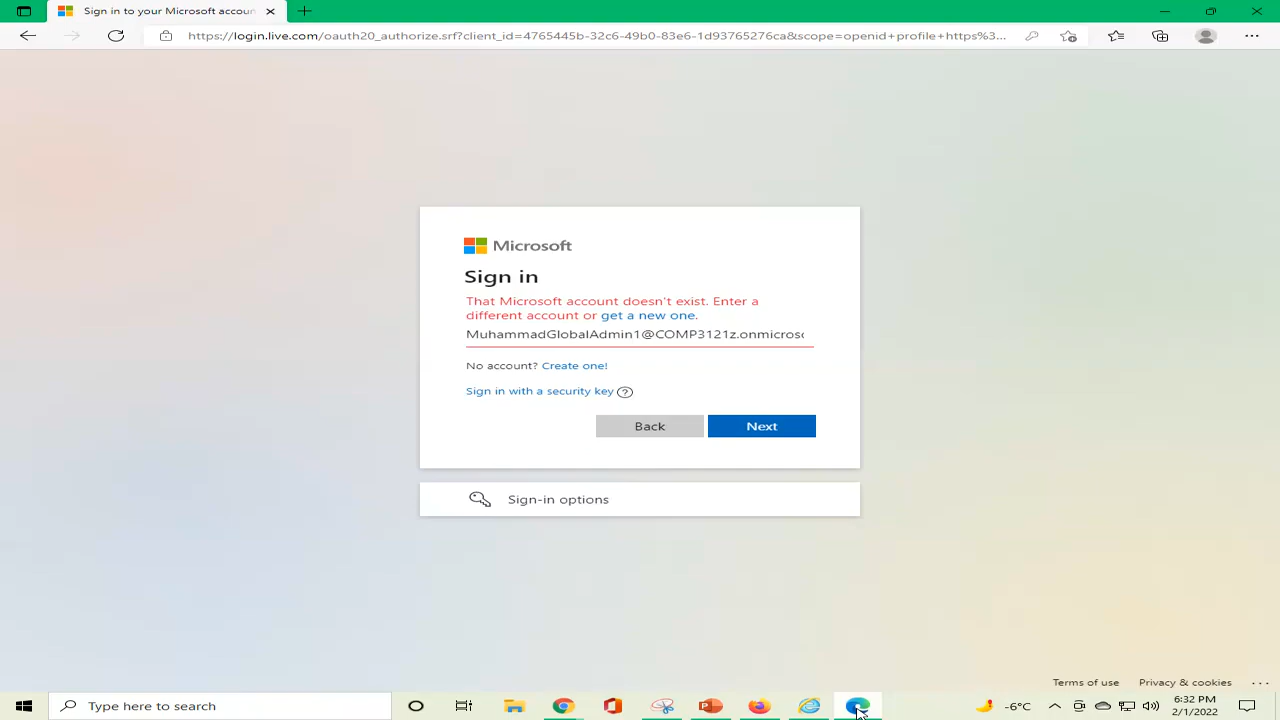 Sign in to your Microsoft accoun
https://login.live.com/oauth20_authorize.srf?client_id=4765445b-32c6-49b0-83e6-1d93765276ca&scope=openid+profile+https%3...
Microsoft
Sign in
That Microsoft account doesn't exist. Enter a
different account or get a new one.
MuhammadGlobalAdmin1@COMP3121z.onmicroso
No account? Create one!
Sign in with a security key ?
Back
Next
Sign-in options
Terms of use
Privacy & cookies
...
Type here to search
-6°C
6:32 PM
2/1/2022